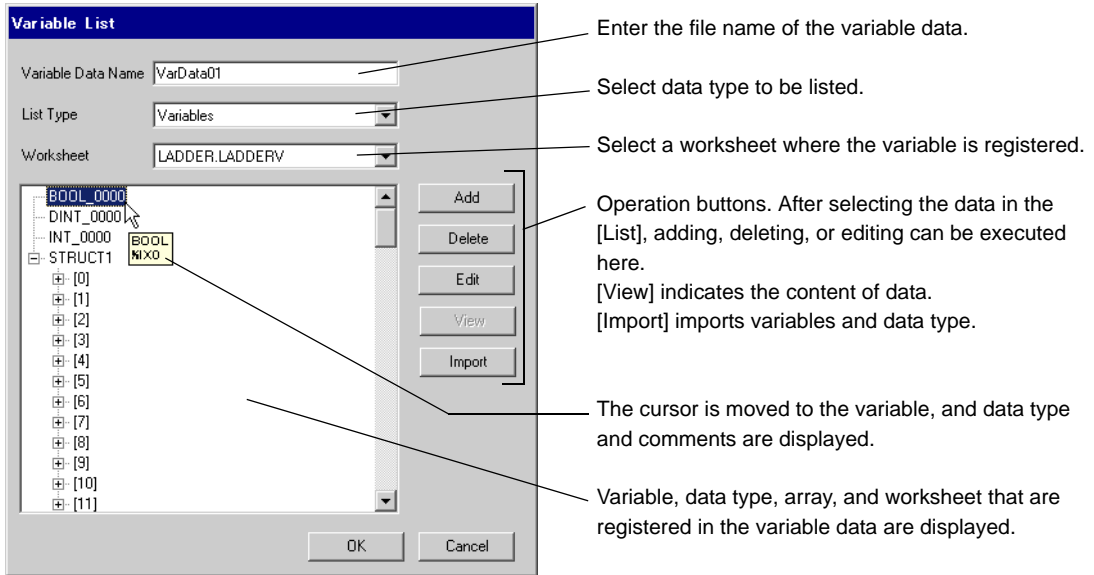 Variable List
Variable Data Name VarData01
List Type Variables
Worksheet LADDER.LADDERV
BOOL_0000
DINT_0000
INT_0000
BOOL
%IX0
STRUCT1
[0]
[1]
[2]
[3]
[4]
[5]
[6]
[7]
[8]
[9]
[10]
[11]
Add
Delete
Edit
View
Import
OK Cancel
Enter the file name of the variable data.
Select data type to be listed.
Select a worksheet where the variable is registered.
Operation buttons. After selecting the data in the
[List], adding, deleting, or editing can be executed
here.
[View] indicates the content of data.
[Import] imports variables and data type.
The cursor is moved to the variable, and data type
and comments are displayed.
Variable, data type, array, and worksheet that are
registered in the variable data are displayed.